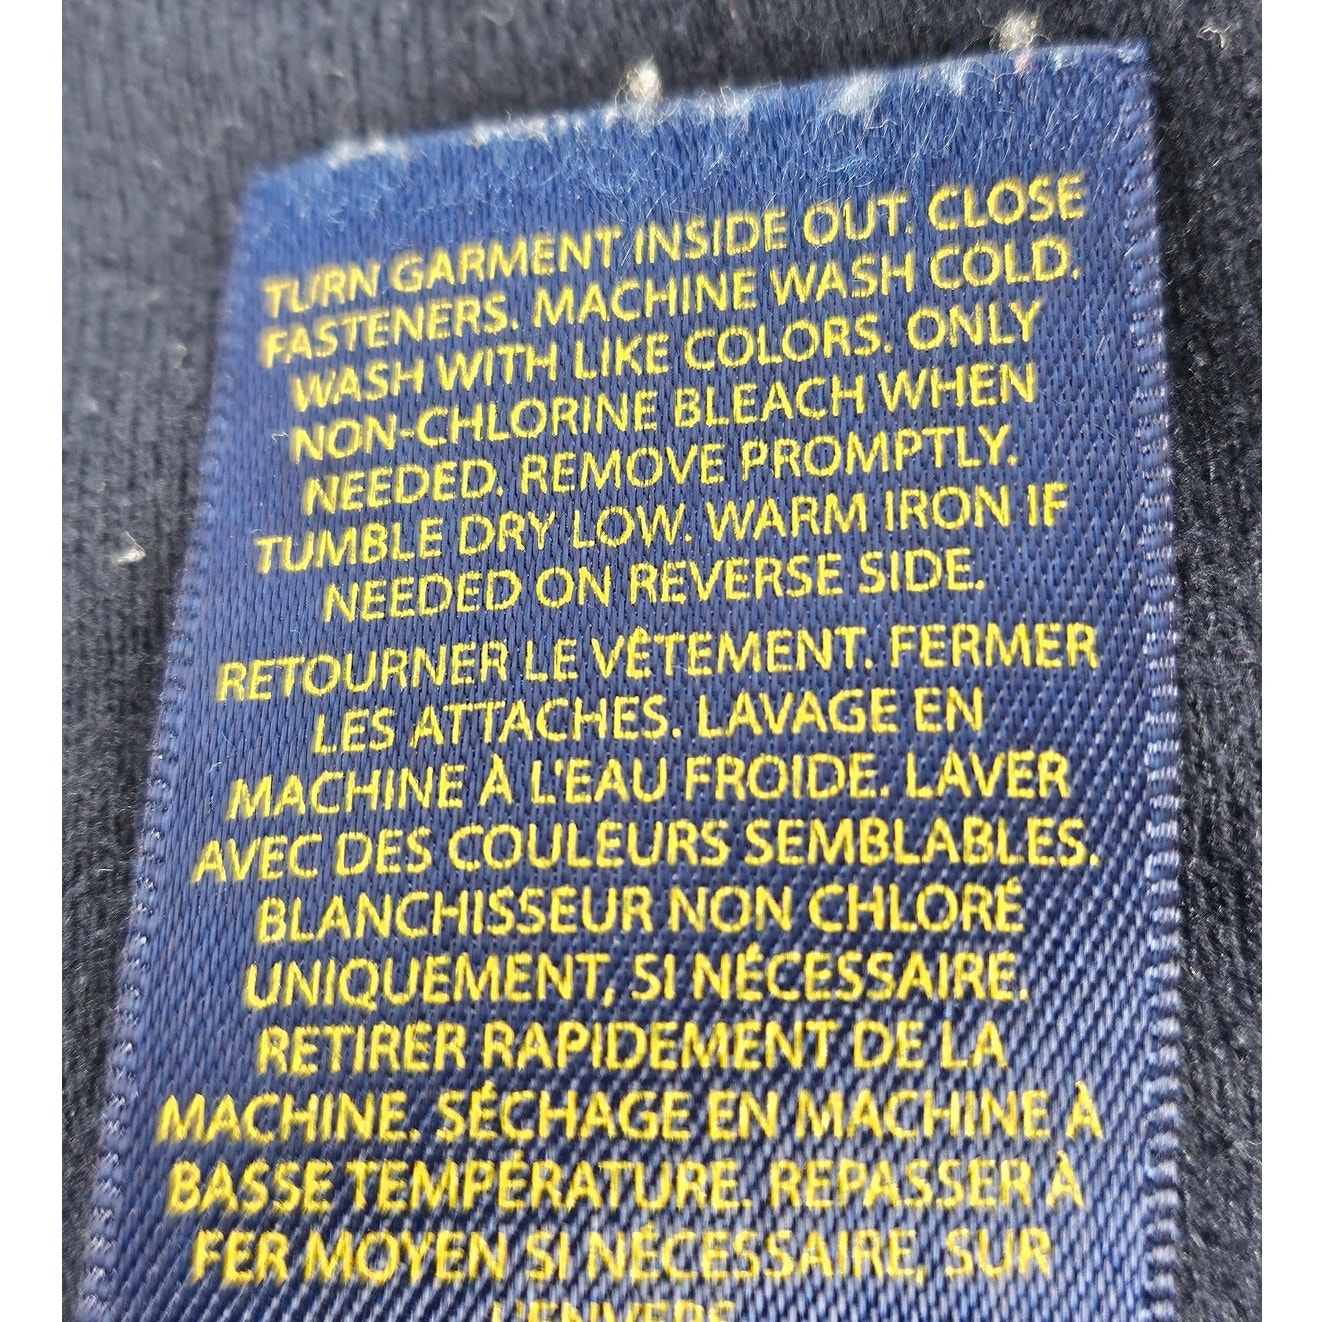 TURN GARMENT INSIDE OUT. CLOSE
FASTENERS. MACHINE WASH COLD.
WASH WITH LIKE COLORS. ONLY
NON-CHLORINE BLEACH WHEN
NEEDED. REMOVE PROMPTLY.
TUMBLE DRY LOW. WARM IRON IF
NEEDED ON REVERSE SIDE.
RETOURNER LE VÊTEMENT. FERMER
LES ATTACHES. LAVAGE EN
MACHINE À L'EAU FROIDE. LAVER
AVEC DES COULEURS SEMBLABLES.
BLANCHISSEUR NON CHLORÉ
UNIQUEMENT, SI NÉCESSAIRE.
RETIRER RAPIDEMENT DE LA
MACHINE. SÉCHAGE EN MACHINE À
BASSE TEMPÉRATURE. REPASSER À
FER MOYEN SI NÉCESSAIRE, SUR
L'ENVERS.